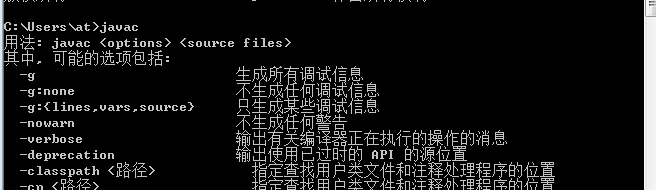 C:\Users\at>javac
用法: javac <options> <source files>
其中, 可能的选项包括:
-g 生成所有调试信息
-g:none 不生成任何调试信息
-g:{lines,vars,source} 只生成某些调试信息
-nowarn 不生成任何警告
-verbose 输出有关编译器正在执行的操作的消息
-deprecation 输出使用已过时的 API 的源位置
-classpath <路径> 指定查找用户类文件和注释处理程序的位置
-cp <路径> 指定查找用户类文件和注释处理程序的位置